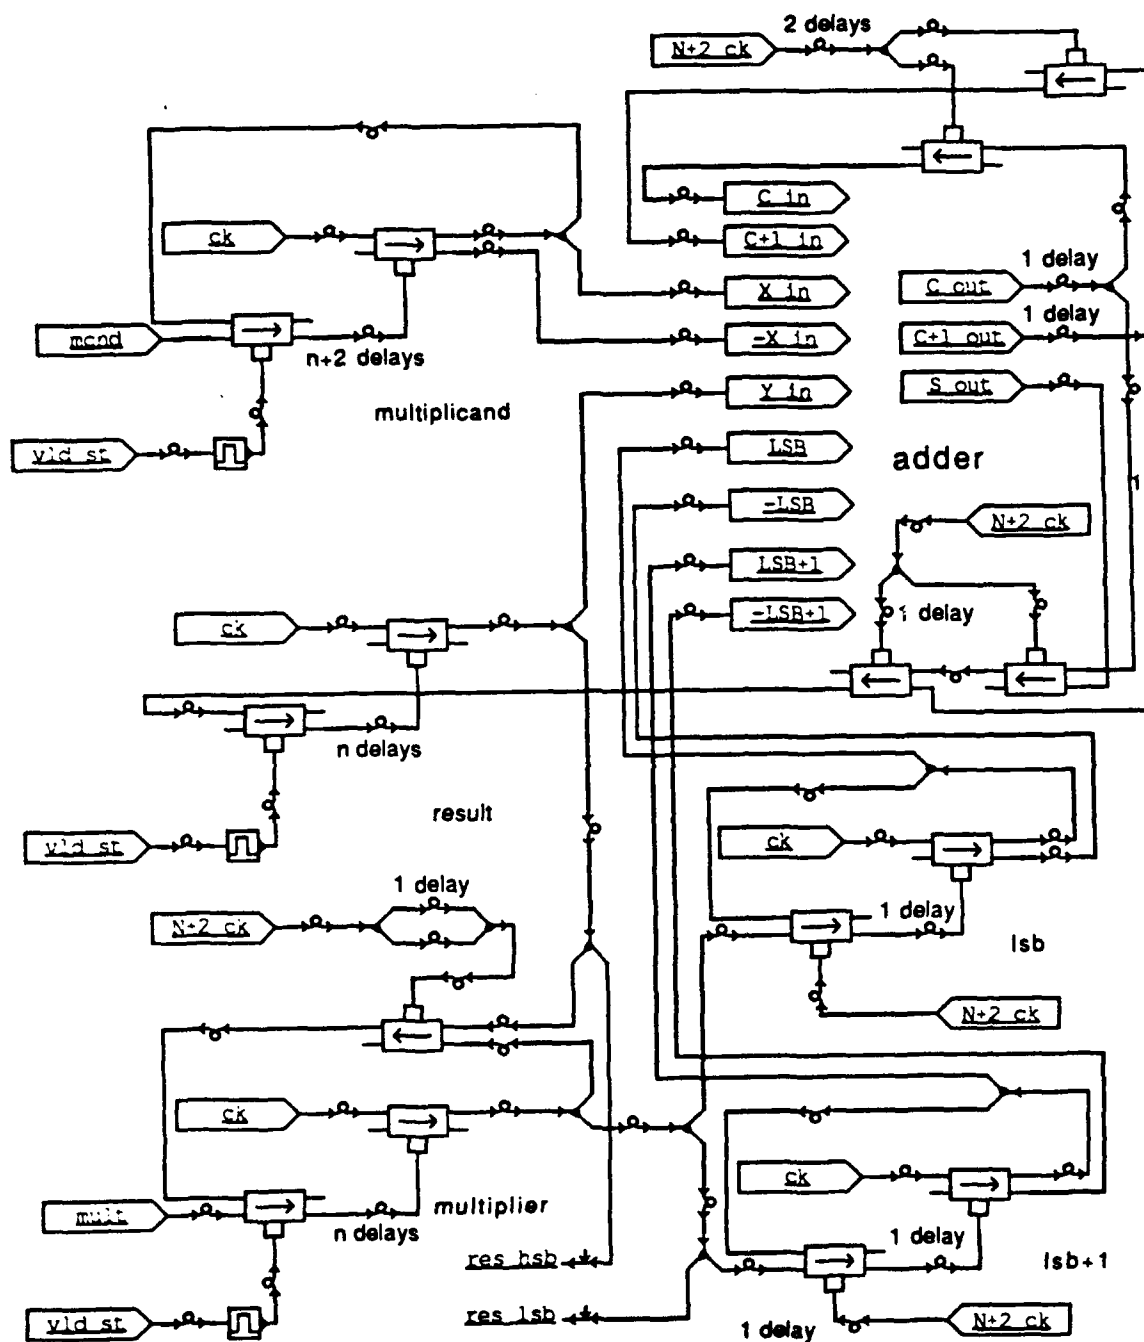 2 delays
N+2 ck
ck
C in
C+1 in
X in
-X in
Y in
LSB
-LSB
LSB+1
-LSB+1
1 delay
C out
1 delay
C+1 out
S out
mcnd
n+2 delays
multiplicand
vld st
adder
N+2 ck
1 delay
1
ck
n delays
result
vld st
ck
1 delay
lsb
N+2 ck
1 delay
N+2 ck
ck
mult
n delays
multiplier
vld st
res hsb
res lsb
ck
1 delay
lsb+1
1 delay
N+2 ck